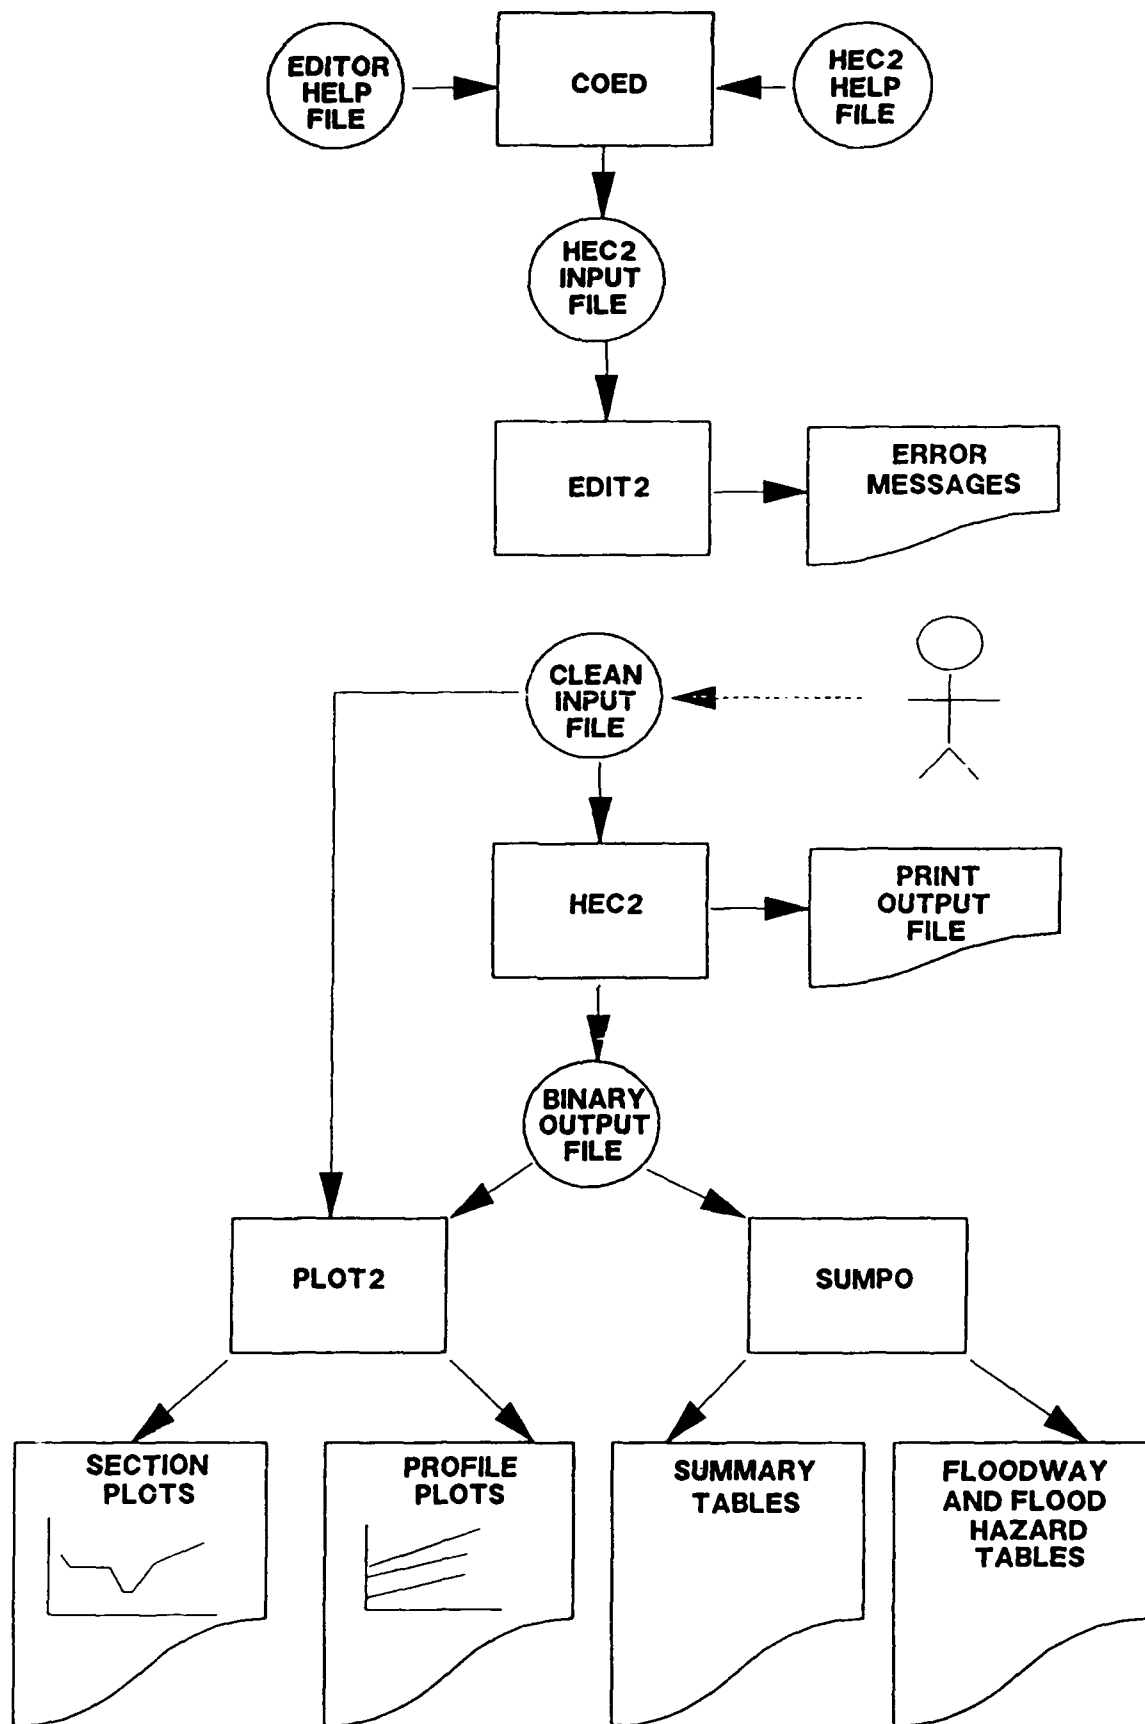 EDITOR
HELP
FILE
COED
HEC2
HELP
FILE
HEC2
INPUT
FILE
EDIT2
ERROR
MESSAGES
CLEAN
INPUT
FILE
HEC2
PRINT
OUTPUT
FILE
BINARY
OUTPUT
FILE
PLOT2
SUMPO
SECTION
PLOTS
PROFILE
PLOTS
SUMMARY
TABLES
FLOODWAY
AND FLOOD
HAZARD
TABLES